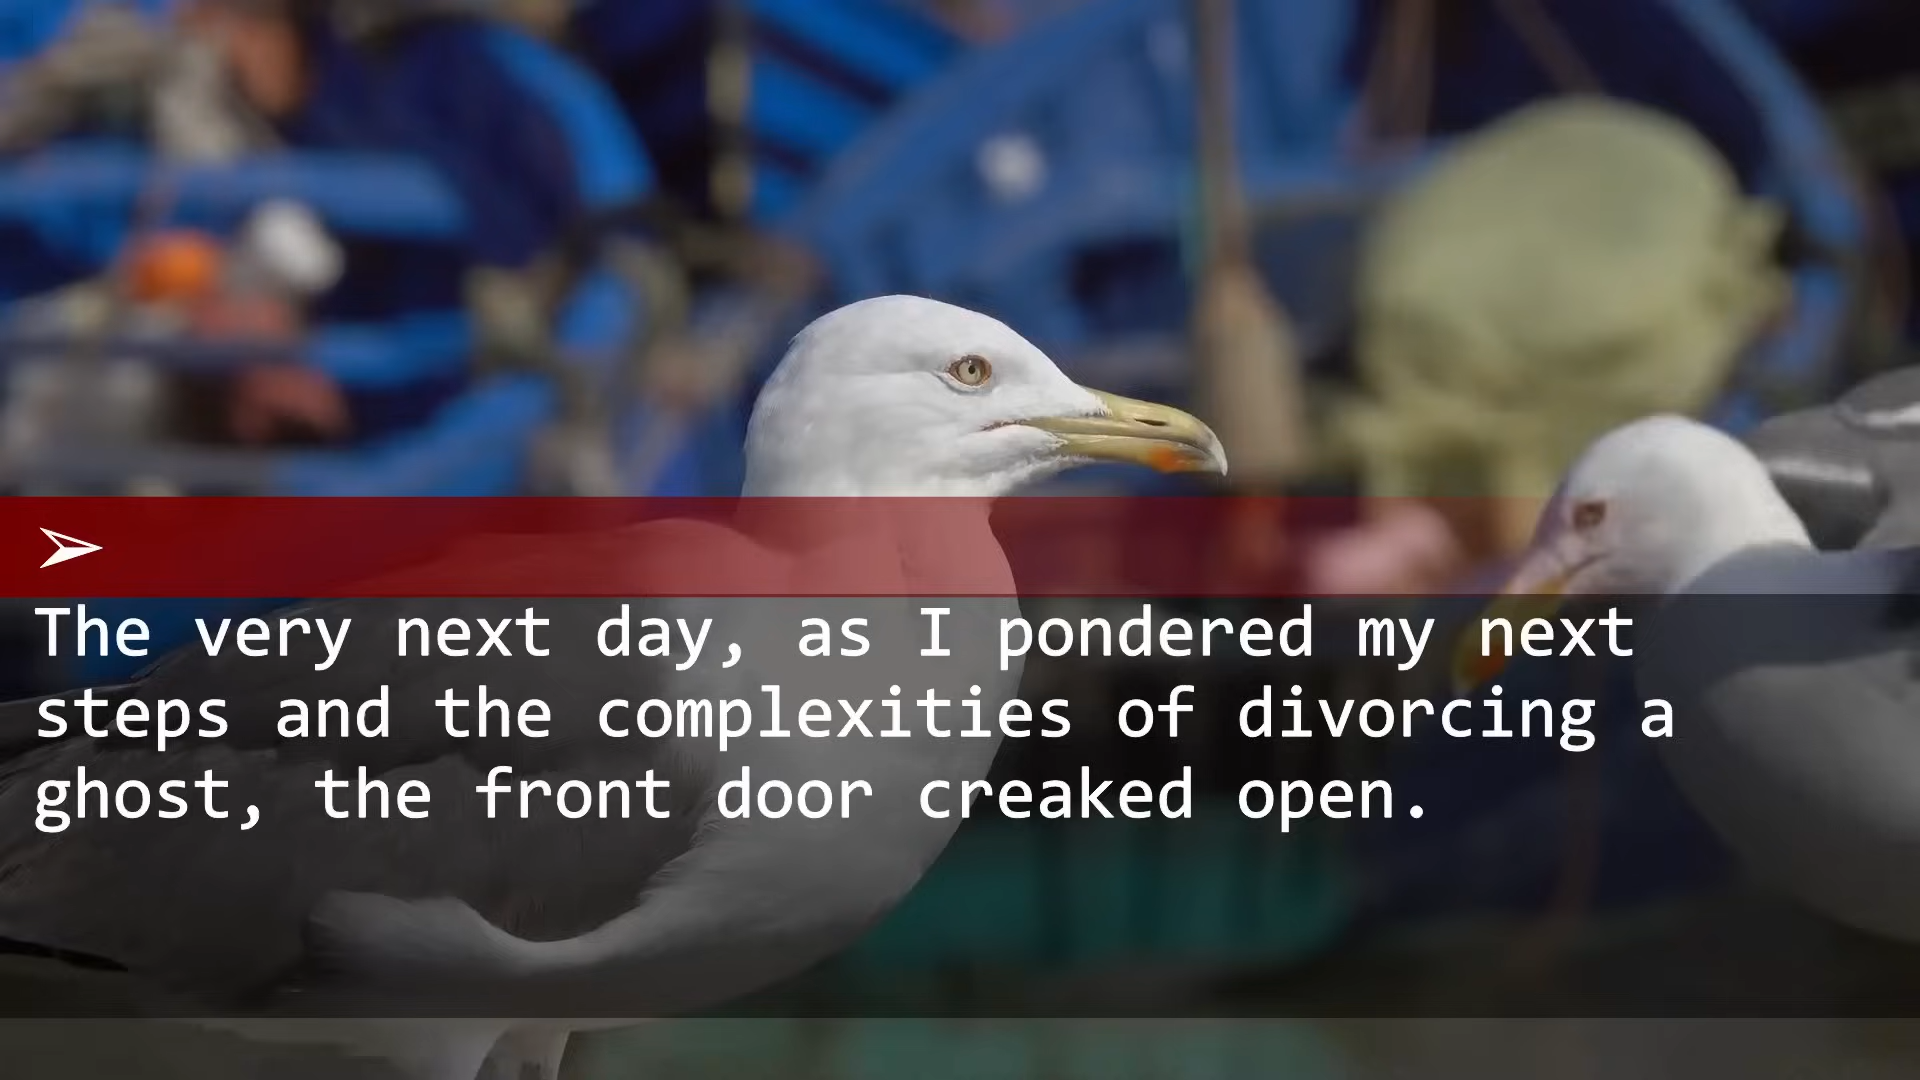 The very next day, as I pondered my next
steps and the complexities of divorcing a
ghost, the front door creaked open.